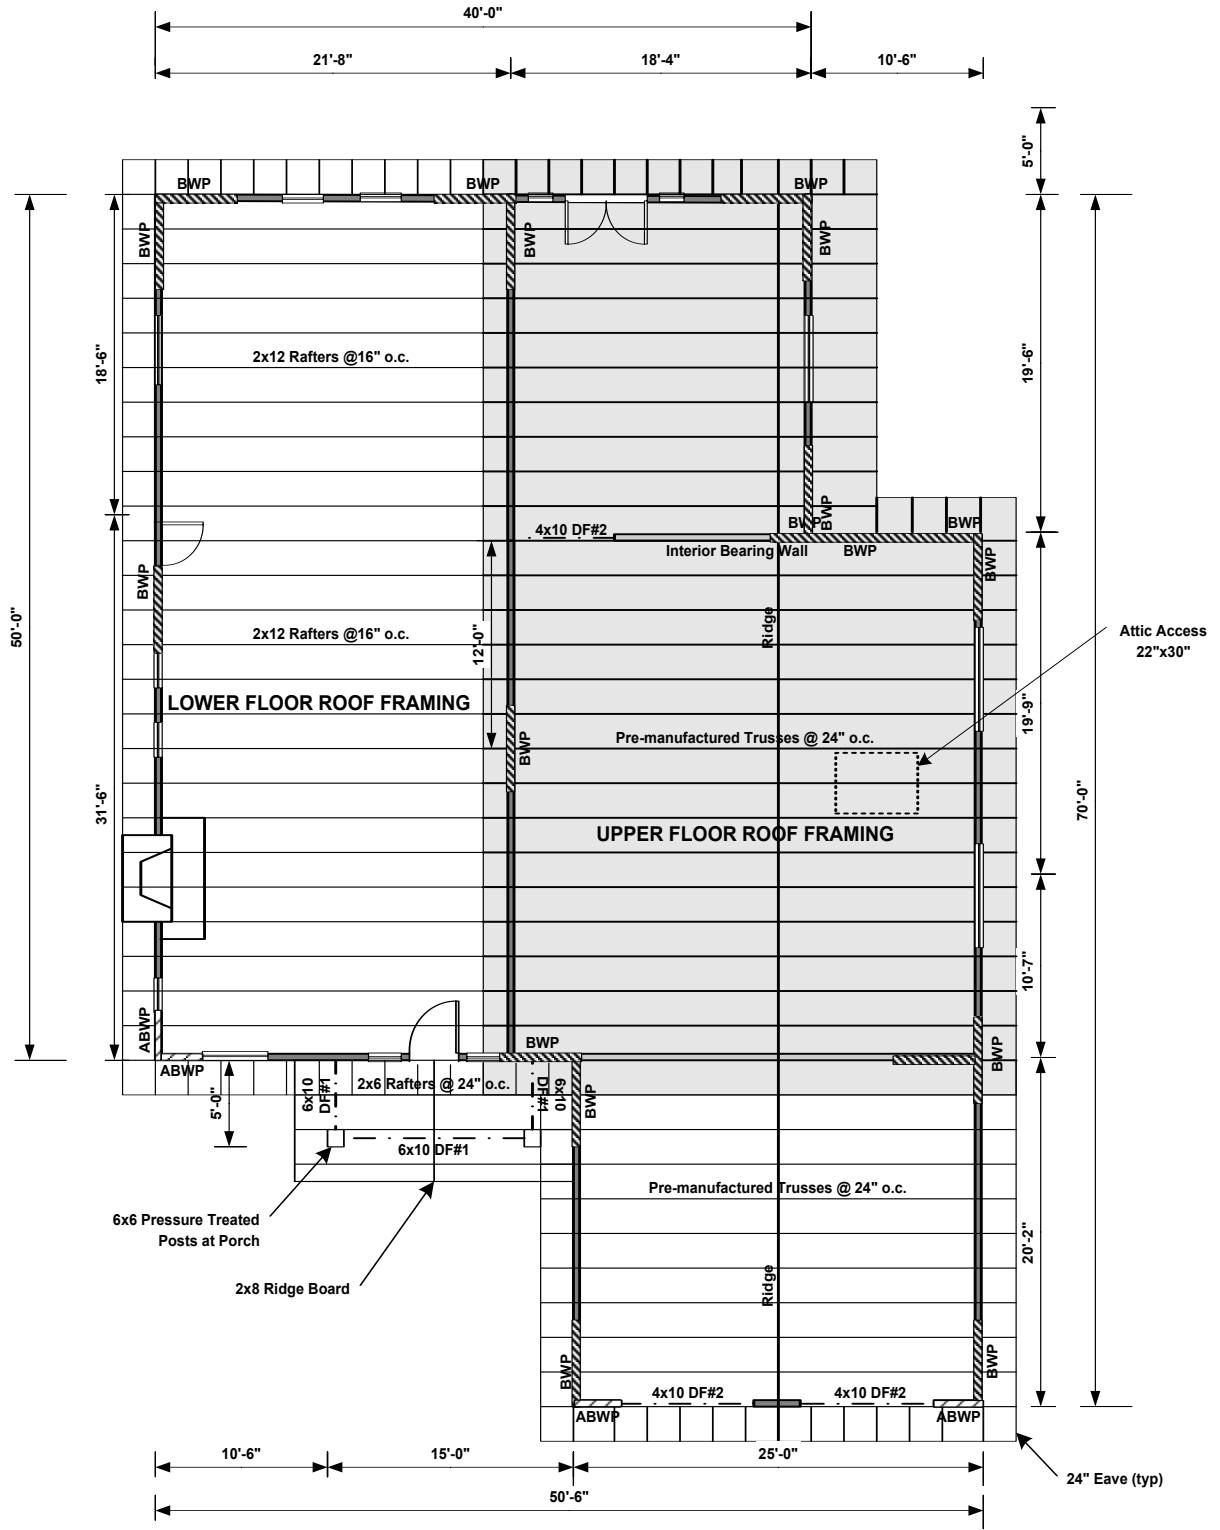 40'-0"
21'-8"
18'-4"
10'-6"
5'-0"
BWP
BWP
BWP
BWP
BWP
BWP
2x12 Rafters @16" o.c.
18'-6"
19'-6"
BWP
4x10 DF#2
BWP
BWP
Interior Bearing Wall
BWP
BWP
BWP
50'-0"
2x12 Rafters @16" o.c.
12'-0"
Ridge
Attic Access
22"x30"
LOWER FLOOR ROOF FRAMING
19'-9"
Pre-manufactured Trusses @ 24" o.c.
BWP
31'-6"
70'-0"
UPPER FLOOR ROOF FRAMING
10'-7"
ABWP
BWP
BWP
ABWP
5'-0"
6x10
DF#1
2x6 Rafters @ 24" o.c.
6x10
DF#1
BWP
6x10 DF#1
Pre-manufactured Trusses @ 24" o.c.
6x6 Pressure Treated
Posts at Porch
20'-2"
2x8 Ridge Board
Ridge
BWP
BWP
4x10 DF#2
4x10 DF#2
ABWP
ABWP
10'-6"
15'-0"
25'-0"
24" Eave (typ)
50'-6"